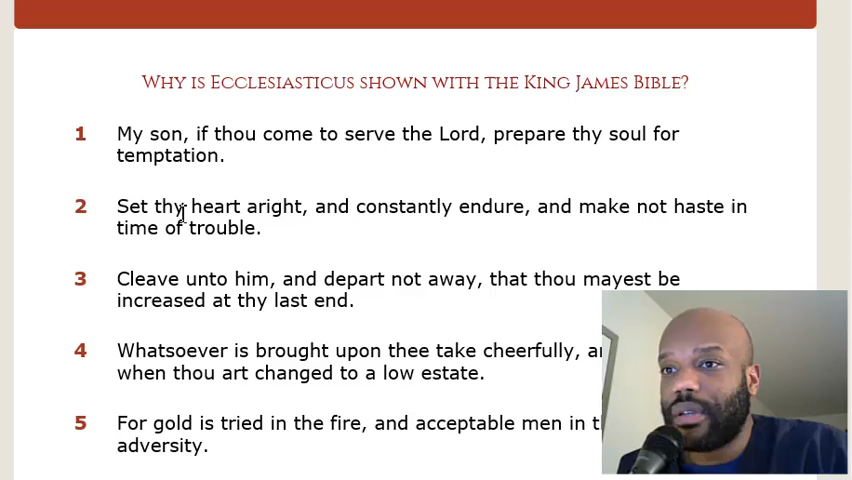 Why is Ecclesiasticus shown with the King James Bible?
1 My son, if thou come to serve the Lord, prepare thy soul for
temptation.
2 Set thy heart aright, and constantly endure, and make not haste in
time of trouble.
3 Cleave unto him, and depart not away, that thou mayest be
increased at thy last end.
4 Whatsoever is brought upon thee take cheerfully,
when thou art changed to a low estate.
5 For gold is tried in the fire, and acceptable men in
adversity.